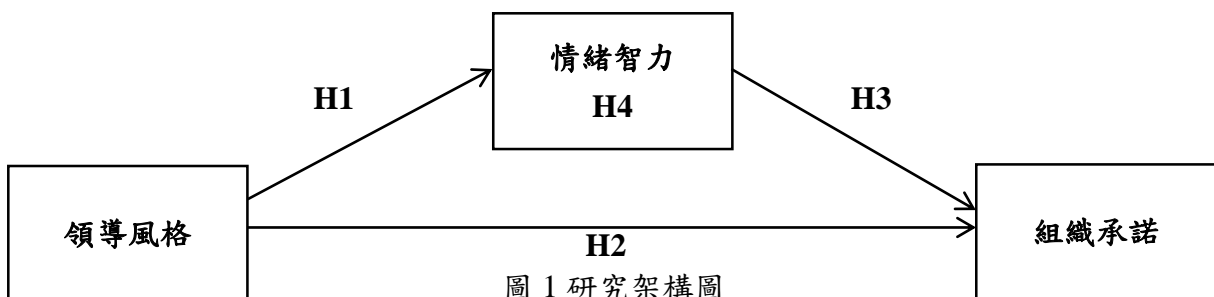 情緒智力
H4
H1
H3
領導風格
組織承諾
H2
圖 1 研究架構圖